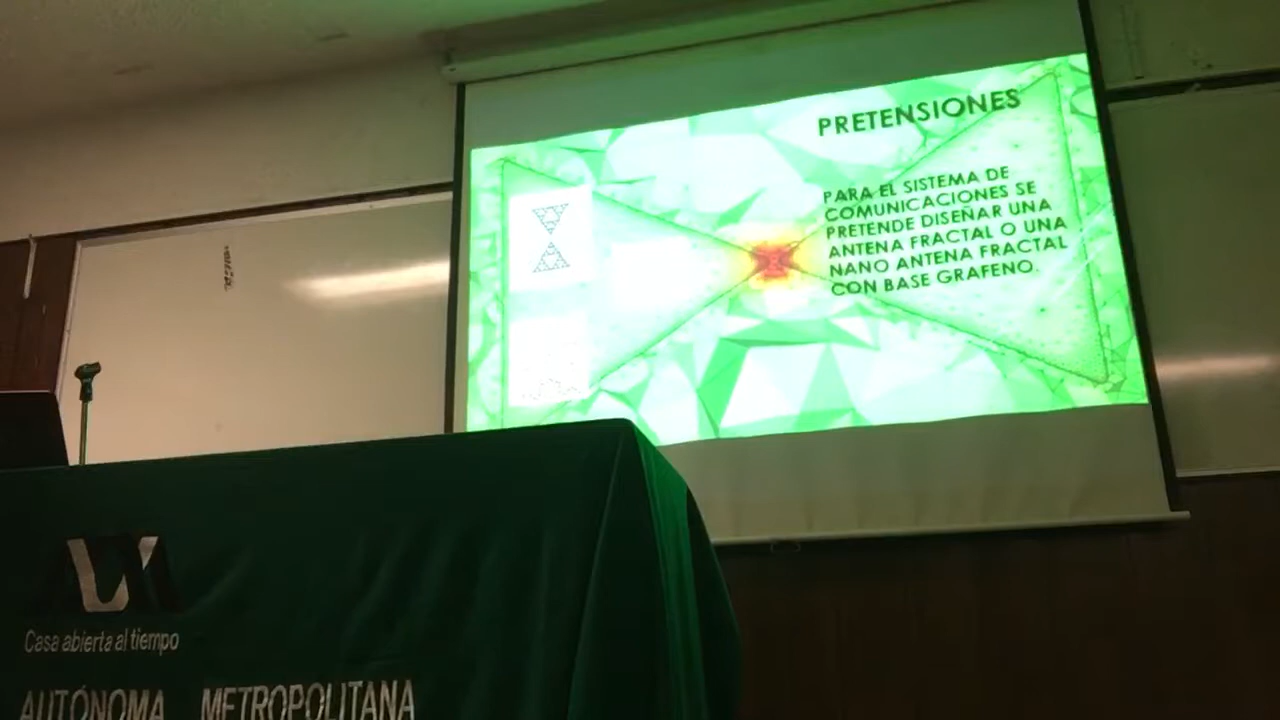 PRETENSIONES
PARA EL SISTEMA DE
COMUNICACIONES SE
PRETENDE DISEÑAR UNA
ANTENA FRACTAL O UNA
NANO ANTENA FRACTAL
CON BASE GRAFENO.
Casa abierta al tiempo
AUTÓNOMA METROPOLITANA